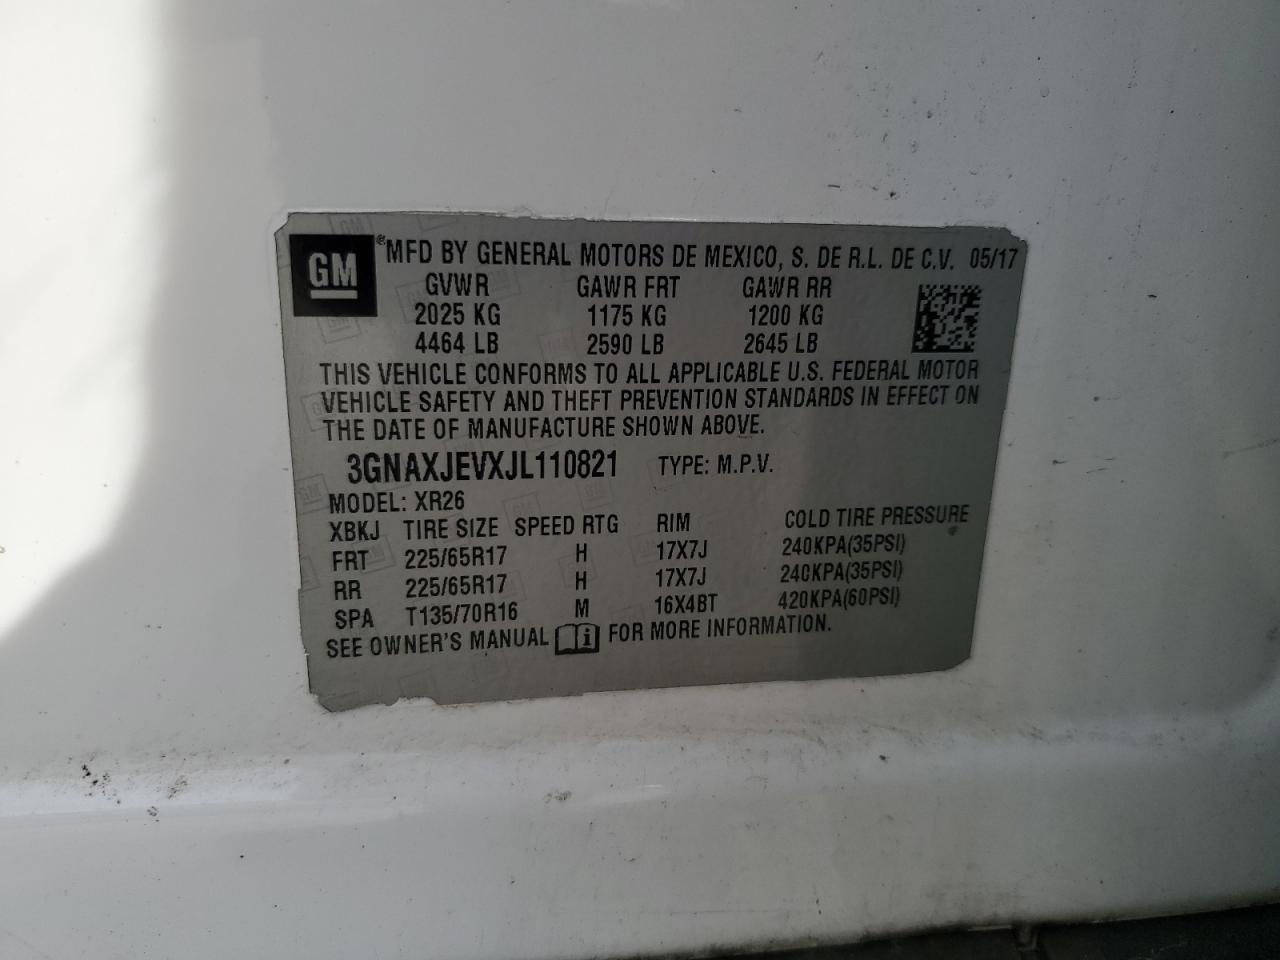 GM ® MFD BY GENERAL MOTORS DE MEXICO, S. DE R.L. DE C.V. 05/17
GVWR GAWR FRT GAWR RR
2025 KG 1175 KG 1200 KG
4464 LB 2590 LB 2645 LB
THIS VEHICLE CONFORMS TO ALL APPLICABLE U.S. FEDERAL MOTOR
VEHICLE SAFETY AND THEFT PREVENTION STANDARDS IN EFFECT ON
THE DATE OF MANUFACTURE SHOWN ABOVE.
3GNAXJEVXJL110821 TYPE: M.P.V.
MODEL: XR26
XBKJ TIRE SIZE SPEED RTG RIM COLD TIRE PRESSURE
FRT 225/65R17 H 17X7J 240KPA(35PSI)
RR 225/65R17 H 17X7J 240KPA(35PSI)
SPA T135/70R16 M 16X4BT 420KPA(60PSI)
SEE OWNER'S MANUAL i FOR MORE INFORMATION.